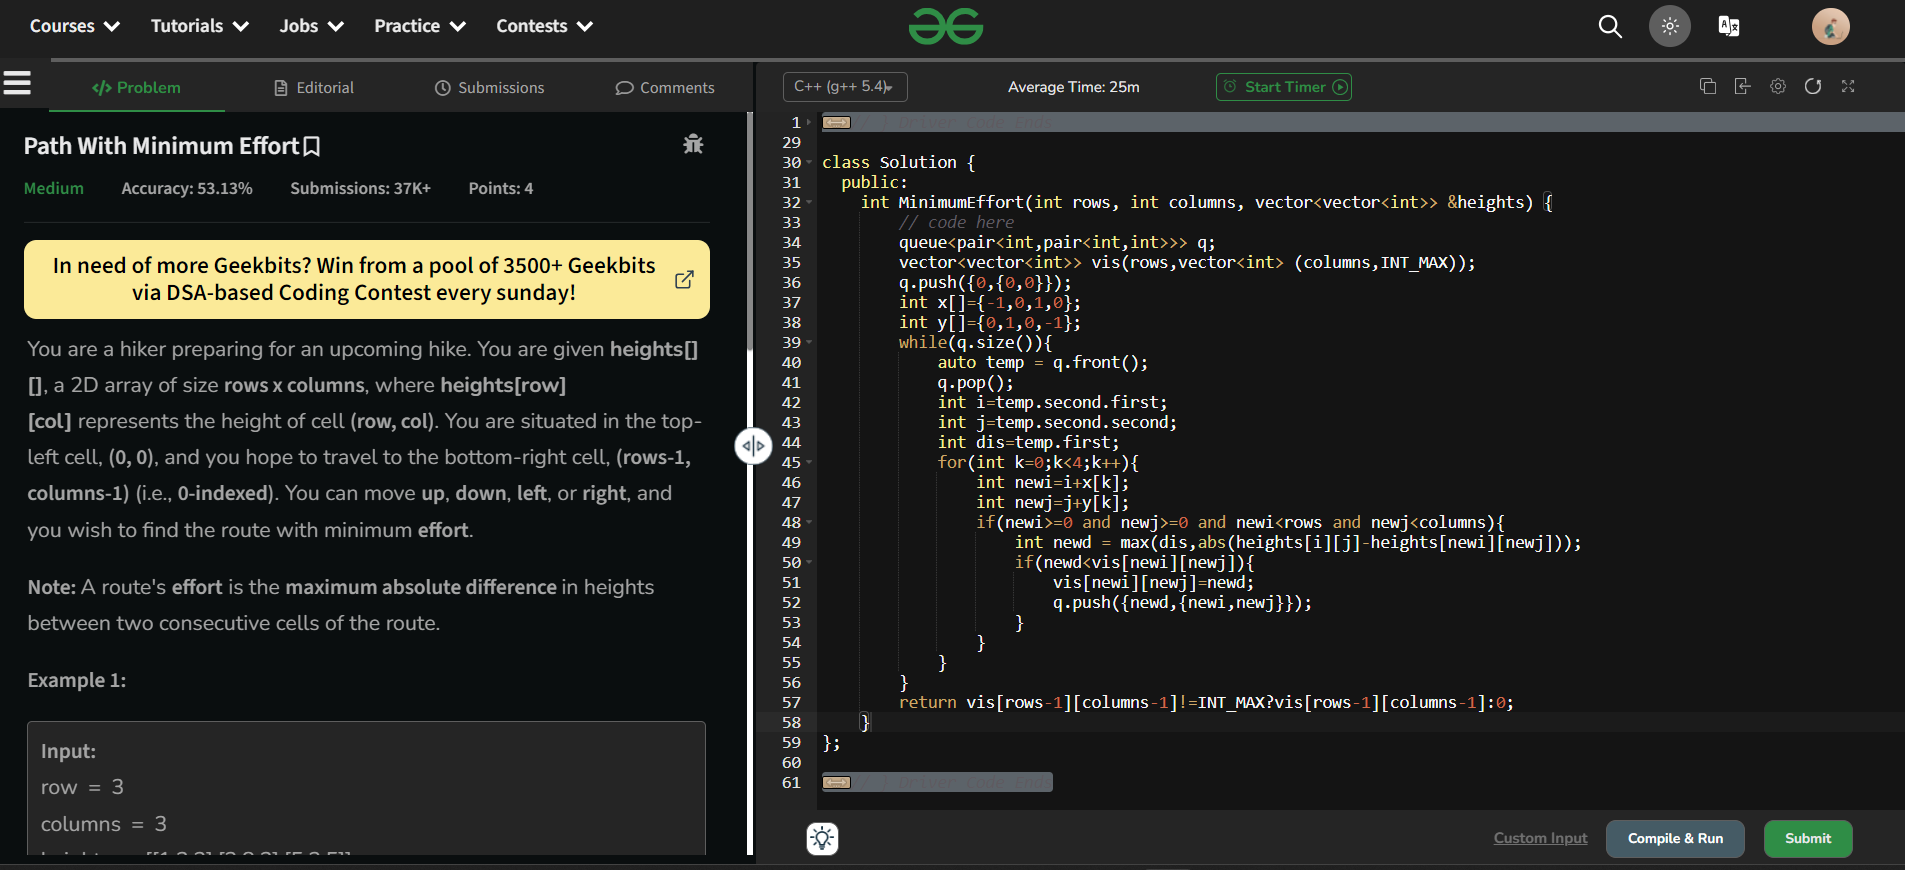 Courses Tutorials Jobs Practice Contests
Problem Editorial Submissions Comments
Path With Minimum Effort
Medium Accuracy: 53.13% Submissions: 37K+ Points: 4
In need of more Geekbits? Win from a pool of 3500+ Geekbits
via DSA-based Coding Contest every sunday!
You are a hiker preparing for an upcoming hike. You are given heights[]
[], a 2D array of size rows x columns, where heights[row]
[col] represents the height of cell (row, col). You are situated in the top-
left cell, (0, 0), and you hope to travel to the bottom-right cell, (rows-1,
columns-1) (i.e., 0-indexed). You can move up, down, left, or right, and
you wish to find the route with minimum effort.
Note: A route's effort is the maximum absolute difference in heights
between two consecutive cells of the route.
Example 1:
Input:
row = 3
columns = 3
C++ (g++ 5.4) Average Time: 25m Start Timer
1 // } Driver Code Ends
29
30 class Solution {
31 public:
32 int MinimumEffort(int rows, int columns, vector<vector<int>> &heights) {
33 // code here
34 queue<pair<int,pair<int,int>>> q;
35 vector<vector<int>> vis(rows,vector<int> (columns,INT_MAX));
36 q.push({0,{0,0}});
37 int x[]={-1,0,1,0};
38 int y[]={0,1,0,-1};
39 while(q.size()){
40 auto temp = q.front();
41 q.pop();
42 int i=temp.second.first;
43 int j=temp.second.second;
44 int dis=temp.first;
45 for(int k=0;k<4;k++){
46 int newi=i+x[k];
47 int newj=j+y[k];
48 if(newi>=0 and newj>=0 and newi<rows and newj<columns){
49 int newd = max(dis,abs(heights[i][j]-heights[newi][newj]));
50 if(newd<vis[newi][newj]){
51 vis[newi][newj]=newd;
52 q.push({newd,{newi,newj}});
53 }
54 }
55 }
56 }
57 return vis[rows-1][columns-1]!=INT_MAX?vis[rows-1][columns-1]:0;
58 }
59 };
60
61 // } Driver Code Ends
Custom Input Compile & Run Submit